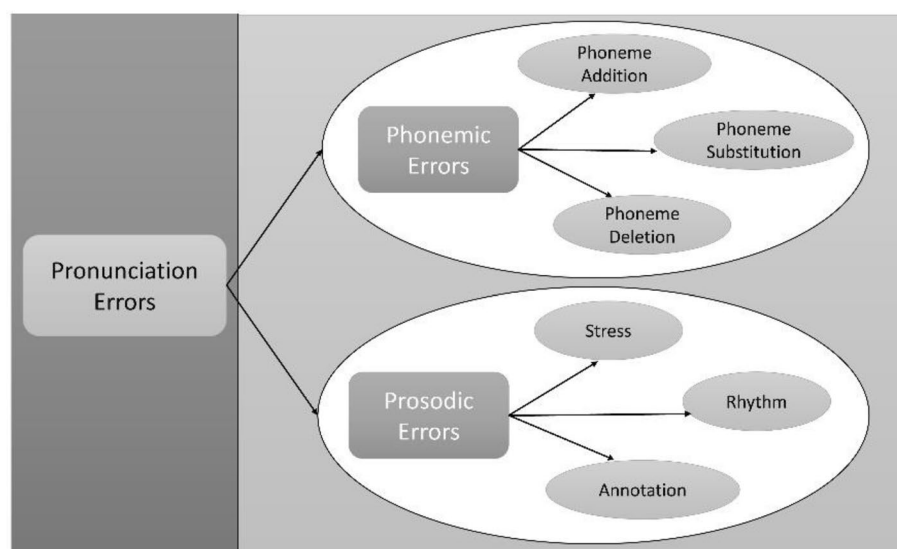 Pronunciation
Errors
Phonemic
Errors
Phoneme
Addition
Phoneme
Substitution
Phoneme
Deletion
Prosodic
Errors
Stress
Rhythm
Annotation